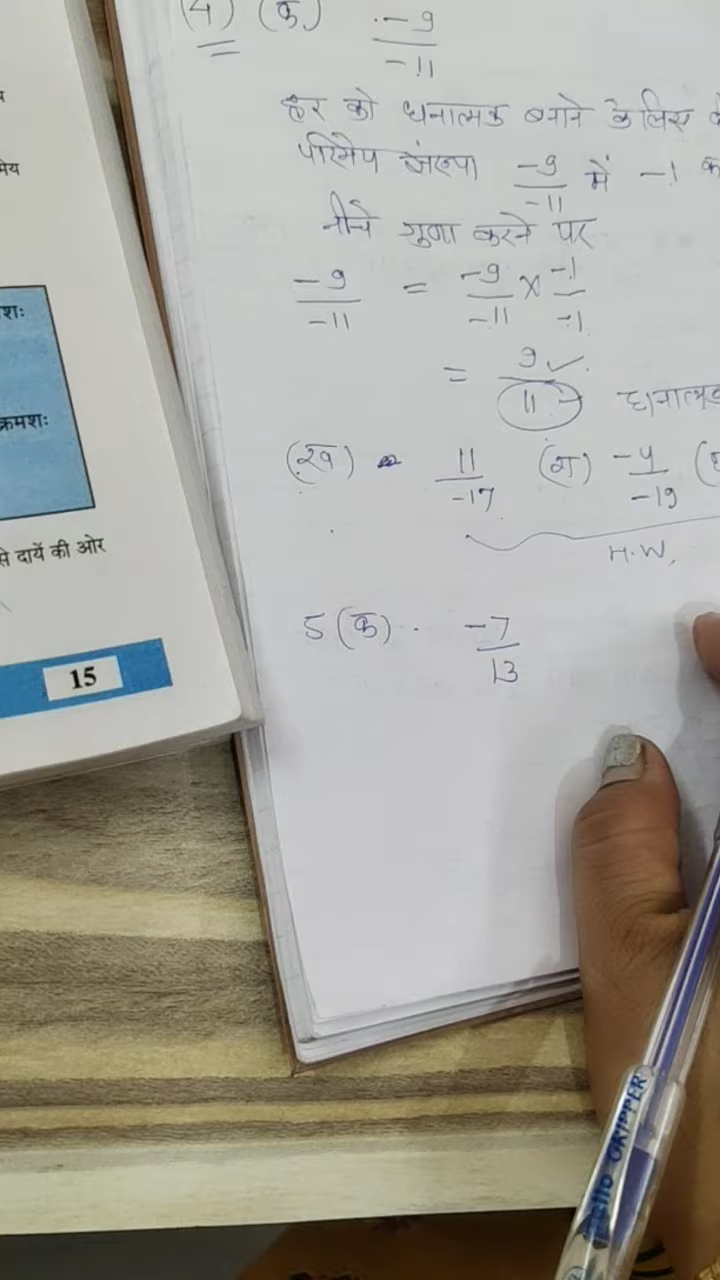 (4) (क) -9/-11
हर को धनात्मक बनाने के लिए
परिमेय संख्या -9/-11 में -1 क
नीचे गुणा करने पर
-9/-11 = -9/-11 × -1/-1
= 9/11 → धनात्मक
(ख) 11/-17 (ग) -4/-19 (
H.W.
5 (क). -7/13
मेय
शः
क्रमशः
से दायें की ओर
15
Cello GRIPPER